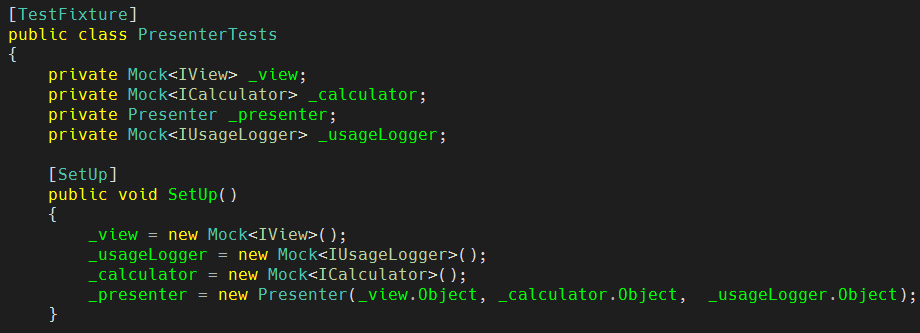 [TestFixture]
public class PresenterTests
{
    private Mock<IView> _view;
    private Mock<ICalculator> _calculator;
    private Presenter _presenter;
    private Mock<IUsageLogger> _usageLogger;

    [SetUp]
    public void SetUp()
    {
        _view = new Mock<IView>();
        _usageLogger = new Mock<IUsageLogger>();
        _calculator = new Mock<ICalculator>();
        _presenter = new Presenter(_view.Object, _calculator.Object,  _usageLogger.Object);
    }